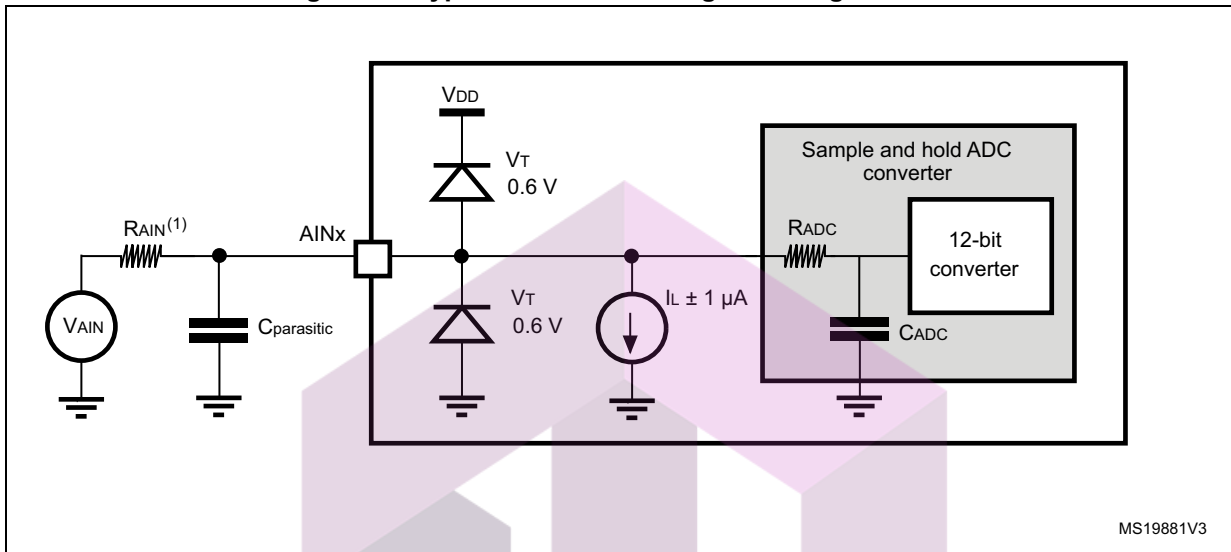 VDD
VT
0.6 V
Sample and hold ADC
converter
RAIN(1)
AINx
RADC
12-bit
converter
VT
0.6 V
IL ± 1 µA
VAIN
Cparasitic
CADC
MS19881V3